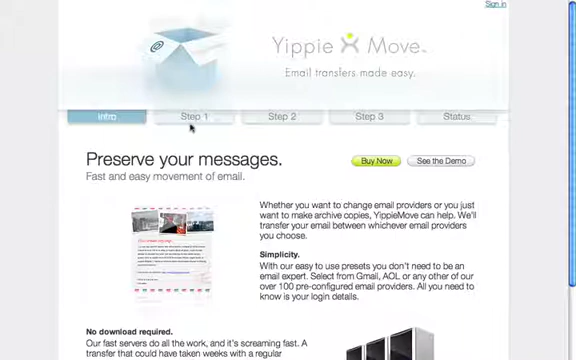 Sign in
@
Yippie Move™
Email transfers made easy.
Intro
Step 1
Step 2
Step 3
Status
Preserve your messages.
Buy Now
See the Demo
Fast and easy movement of email.
Whether you want to change email providers or you just
want to make archive copies, YippieMove can help. We'll
transfer your email between whichever email providers
you choose.
Simplicity.
With our easy to use presets you don't need to be an
email expert. Select from Gmail, AOL or any other of our
over 100 pre-configured email providers. All you need to
know is your login details.
No download required.
Our fast servers do all the work, and it's screaming fast. A
transfer that could have taken weeks with a regular